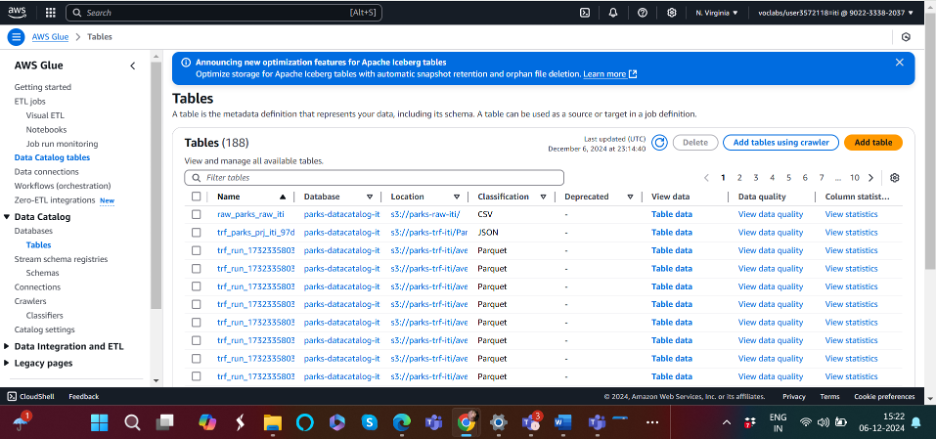 aws
Search [Alt+S]
N. Virginia
voclabs/user3572118=iti @ 9022-3338-2037
AWS Glue > Tables
AWS Glue
Getting started
ETL jobs
Visual ETL
Notebooks
Job run monitoring
Data Catalog tables
Data connections
Workflows (orchestration)
Zero-ETL integrations New
Data Catalog
Databases
Tables
Stream schema registries
Schemas
Connections
Crawlers
Classifiers
Catalog settings
Data Integration and ETL
Legacy pages
Announcing new optimization features for Apache Iceberg tables
Optimize storage for Apache Iceberg tables with automatic snapshot retention and orphan file deletion. Learn more
Tables
A table is the metadata definition that represents your data, including its schema. A table can be used as a source or target in a job definition.
Tables (188)
Last updated (UTC)
December 6, 2024 at 23:14:40
Delete
Add tables using crawler
Add table
View and manage all available tables.
Filter tables
1 2 3 4 5 6 7 ... 10
Name Database Location Classification Deprecated View data Data quality Column statist...
raw_parks_raw_iti parks-datacatalog-it s3://parks-raw-iti/ CSV - Table data View data quality View statistics
trf_parks_prj_iti_97d parks-datacatalog-it s3://parks-trf-iti/Par JSON - Table data View data quality View statistics
trf_run_1732335803 parks-datacatalog-it s3://parks-trf-iti/ave Parquet - Table data View data quality View statistics
trf_run_1732335803 parks-datacatalog-it s3://parks-trf-iti/ave Parquet - Table data View data quality View statistics
trf_run_1732335803 parks-datacatalog-it s3://parks-trf-iti/ave Parquet - Table data View data quality View statistics
trf_run_1732335803 parks-datacatalog-it s3://parks-trf-iti/ave Parquet - Table data View data quality View statistics
trf_run_1732335803 parks-datacatalog-it s3://parks-trf-iti/ave Parquet - Table data View data quality View statistics
trf_run_1732335803 parks-datacatalog-it s3://parks-trf-iti/ave Parquet - Table data View data quality View statistics
trf_run_1732335803 parks-datacatalog-it s3://parks-trf-iti/ave Parquet - Table data View data quality View statistics
trf_run_1732335803 parks-datacatalog-it s3://parks-trf-iti/ave Parquet - Table data View data quality View statistics
CloudShell Feedback
© 2024, Amazon Web Services, Inc. or its affiliates. Privacy Terms Cookie preferences
1
3
ENG
IN
15:22
06-12-2024